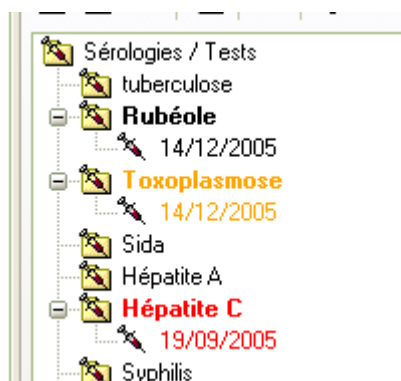 Sérologies / Tests
tuberculose
Rubéole
14/12/2005
Toxoplasmose
14/12/2005
Sida
Hépatite A
Hépatite C
19/09/2005
Syphilis